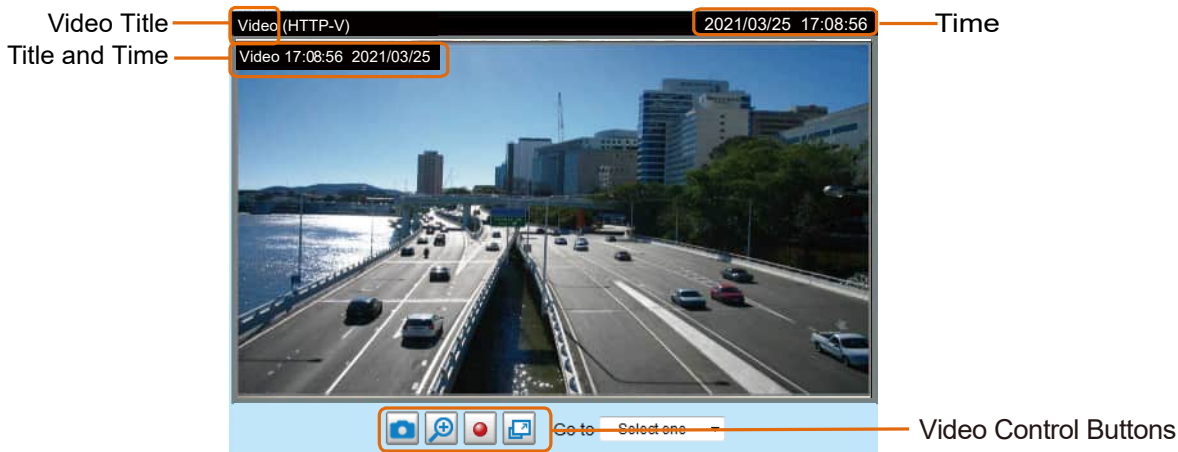 Video Title
Video (HTTP-V)
2021/03/25 17:08:56
Time
Title and Time
Video 17:08:56 2021/03/25
Go to
Select one
Video Control Buttons